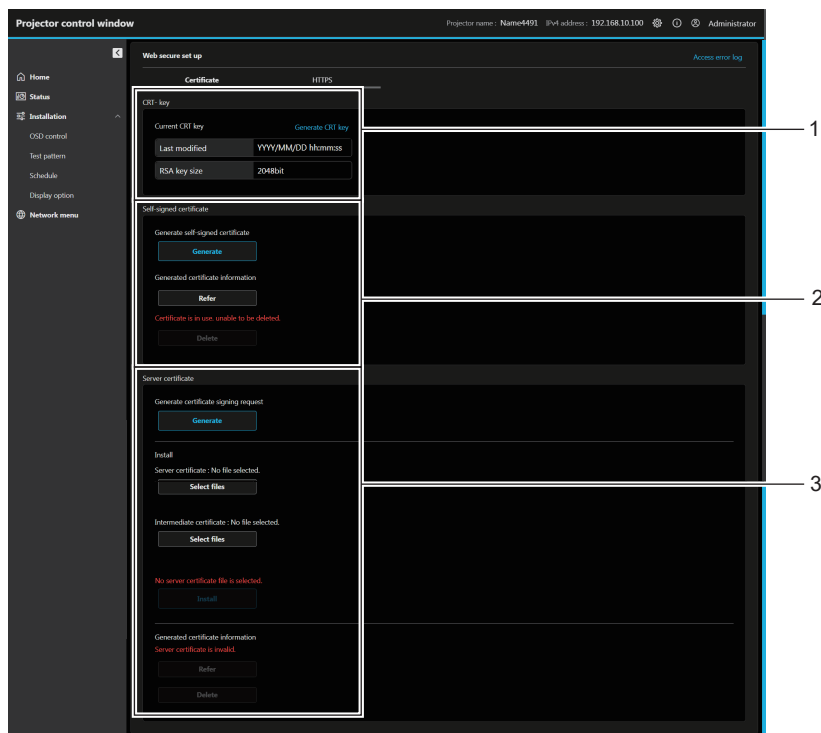 Projector control window
Projector name : Name4491 IPv4 address : 192.168.10.100 Administrator
Home
Status
Installation
OSD control
Test pattern
Schedule
Display option
Network menu
Web secure set up
Access error log
Certificate HTTPS
CRT- key
Current CRT key Generate CRT key
Last modified YYYY/MM/DD hh:mm:ss
RSA key size 2048bit
1
Self-signed certificate
Generate self-signed certificate
Generate
Generated certificate information
Refer
Certificate is in use, unable to be deleted.
Delete
2
Server certificate
Generate certificate signing request
Generate
Install
Server certificate : No file selected.
Select files
Intermediate certificate : No file selected.
Select files
No server certificate file is selected.
Install
Generated certificate information
Server certificate is invalid.
Refer
Delete
3